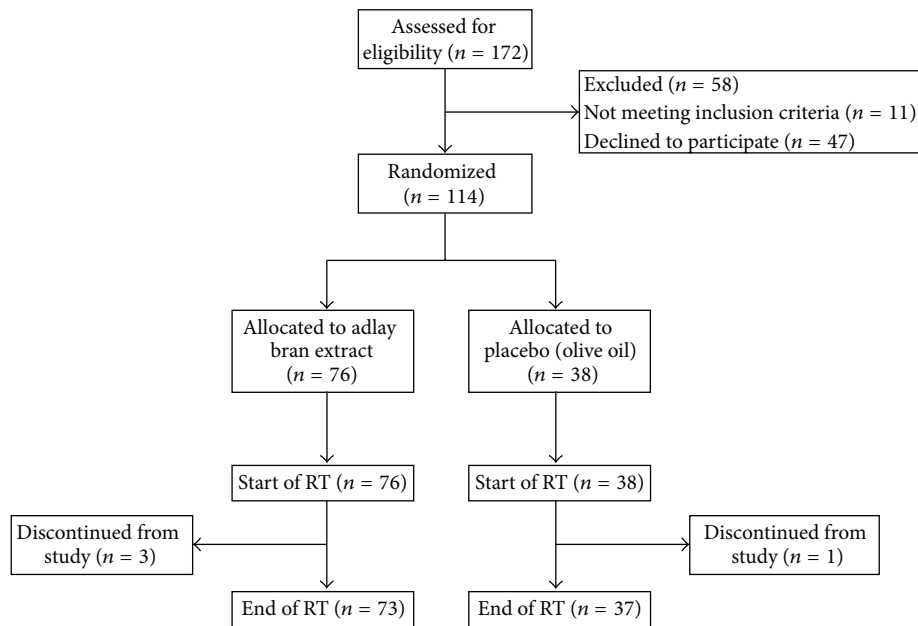 Assessed for
eligibility (n = 172)
Excluded (n = 58)
Not meeting inclusion criteria (n = 11)
Declined to participate (n = 47)
Randomized
(n = 114)
Allocated to adlay
bran extract
(n = 76)
Allocated to
placebo (olive oil)
(n = 38)
Start of RT (n = 76)
Start of RT (n = 38)
Discontinued from
study (n = 3)
Discontinued from
study (n = 1)
End of RT (n = 73)
End of RT (n = 37)